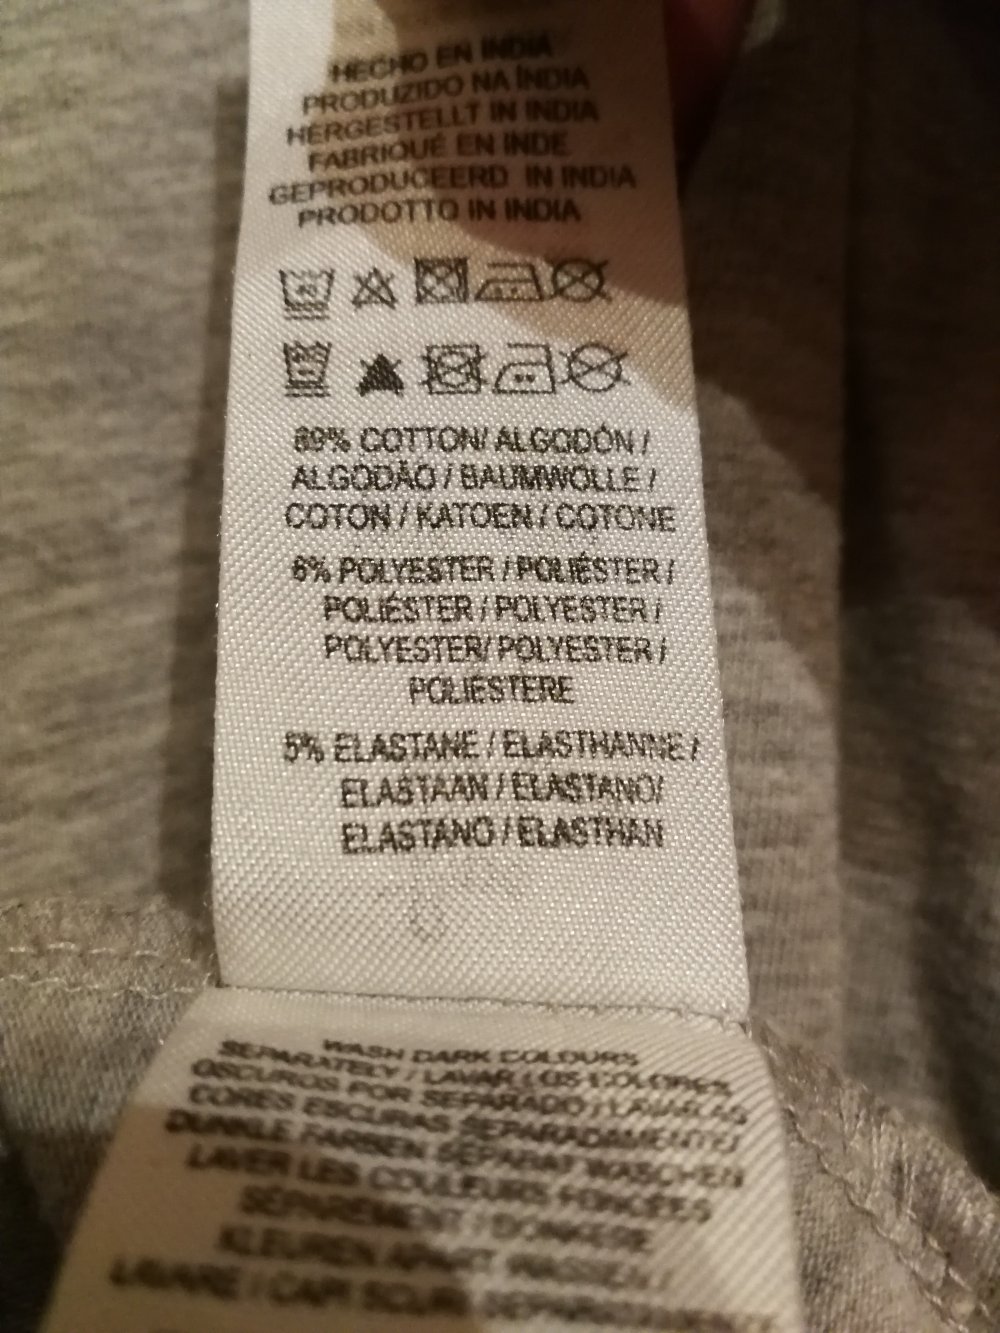 HECHO EN INDIA
PRODUZIDO NA ÍNDIA
HERGESTELLT IN INDIA
FABRIQUÉ EN INDE
GEPRODUCEERD IN INDIA
PRODOTTO IN INDIA
89% COTTON/ ALGODÓN /
ALGODÃO / BAUMWOLLE /
COTON / KATOEN / COTONE
6% POLYESTER / POLIÉSTER /
POLIÉSTER / POLYESTER /
POLYESTER/ POLYESTER /
POLIESTERE
5% ELASTANE / ELASTHANNE /
ELASTAAN / ELASTANO/
ELASTANO / ELASTHAN
WASH DARK COLOURS
SEPARATELY / LAVAR LOS COLORES
OSCUROS POR SEPARADO / LAVAR AS
CORES ESCURAS SEPARADAMENTE/
DUNKLE FARBEN SEPARAT WASCHEN
LAVER LES COULEURS FONCÉES
SÉPARÉMENT / DONKERE
KLEUREN APART WASSEN /
LAVARE I CAPI SCURI